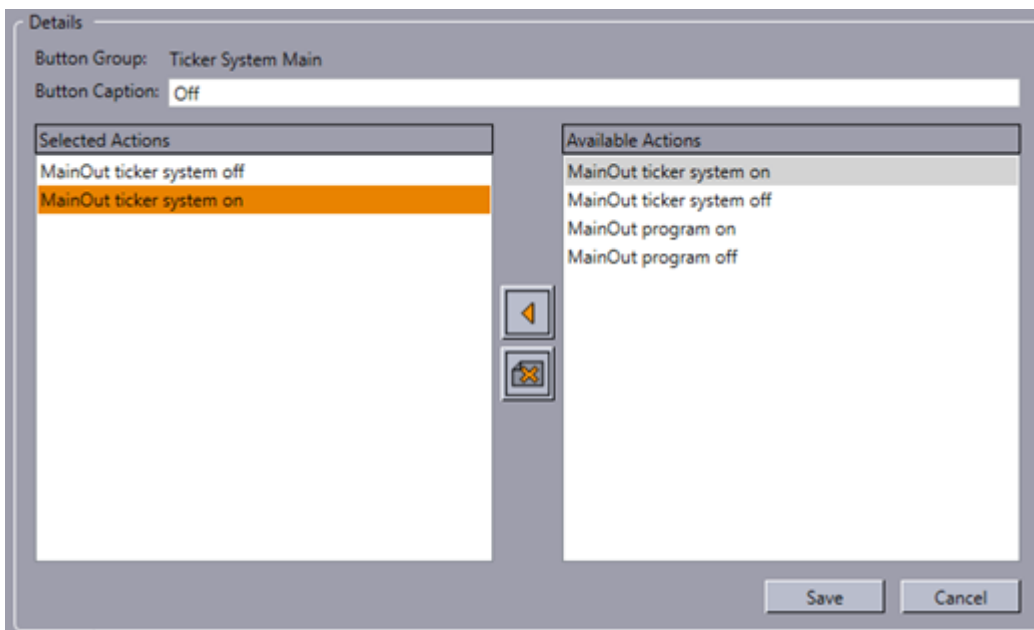 Details
Button Group: Ticker System Main
Button Caption: Off
Selected Actions
MainOut ticker system off
MainOut ticker system on
Available Actions
MainOut ticker system on
MainOut ticker system off
MainOut program on
MainOut program off
Save Cancel